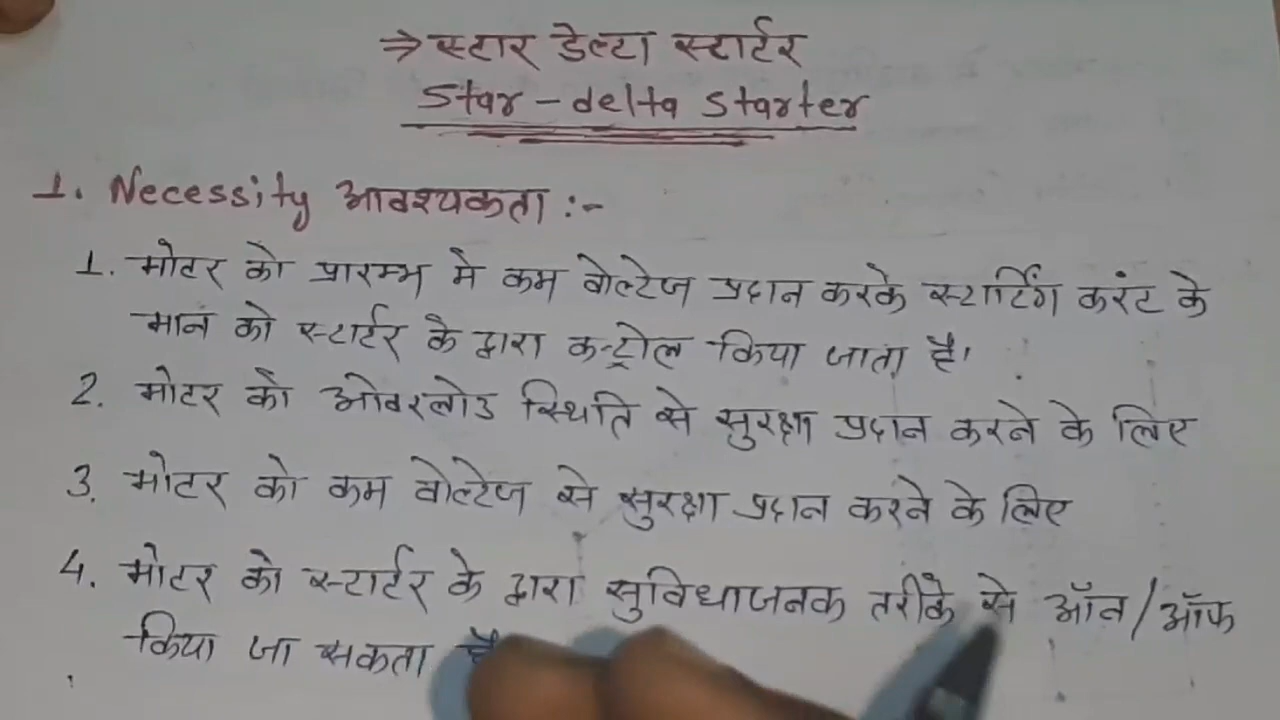 ⇒ स्टार डेल्टा स्टार्टर
Star-delta Starter
1. Necessity आवश्यकता :-
1. मोटर को प्रारम्भ मे कम वोल्टेज प्रदान करके स्टार्टिंग करंट के
मान को स्टार्टर के द्वारा कन्ट्रोल किया जाता है।
2. मोटर को ओवरलोड स्थिति से सुरक्षा प्रदान करने के लिए
3. मोटर को कम वोल्टेज से सुरक्षा प्रदान करने के लिए
4. मोटर को स्टार्टर के द्वारा सुविधाजनक तरीके से ऑन/ऑफ
किया जा सकता है